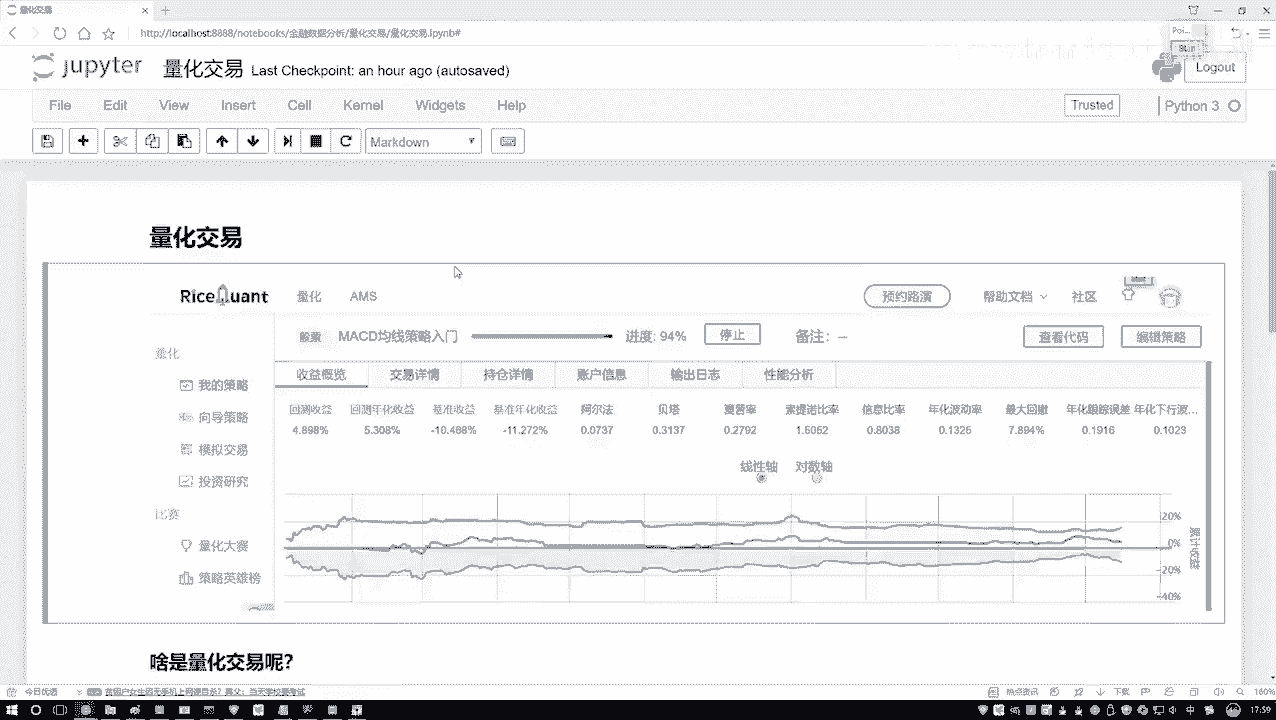 量化交易
http://localhost:8888/notebooks/金融数据分析/量化交易/量化交易.ipynb#
jupyter 量化交易 Last Checkpoint: an hour ago (autosaved)
Logout
File Edit View Insert Cell Kernel Widgets Help Trusted Python 3
Markdown
量化交易
RiceQuant 量化 AMS 预约路演 帮助文档 社区
股票 MACD均线策略入门 进度: 94% 停止 备注: -- 查看代码 编辑策略
量化
我的策略
向导策略
模拟交易
投资研究
比赛
量化大赛
策略英雄榜
收益概览 交易详情 持仓详情 账户信息 输出日志 性能分析
回测收益 回测年化收益 基准收益 基准年化收益 阿尔法 贝塔 夏普率 索提诺比率 信息比率 年化波动率 最大回撤 年化跟踪误差 年化下行波...
4.898% 5.308% -10.488% -11.272% 0.0737 0.3137 0.2792 0.8038 0.1326 7.894% 0.1916 0.1023
线性轴 对数轴
20%
0%
-20%
-40%
累计收益
啥是量化交易呢?
今日优选
热点资讯 下载 160%
中 17:59